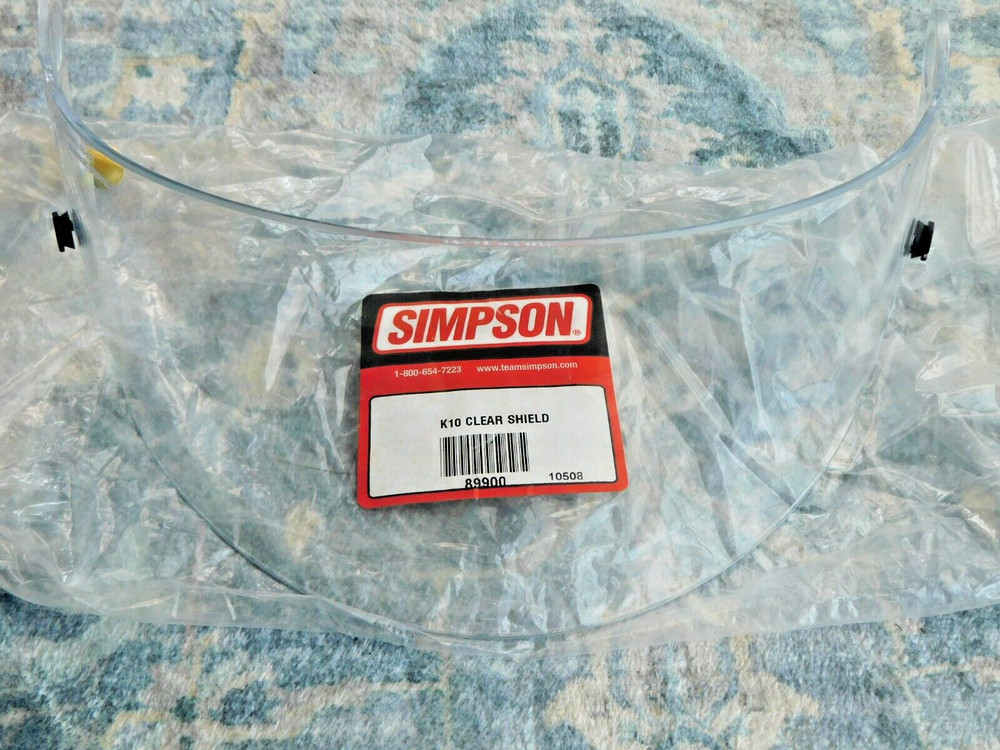 SIMPSON®
1-800-654-7223 www.teamsimpson.com
K10 CLEAR SHIELD
89900 10508